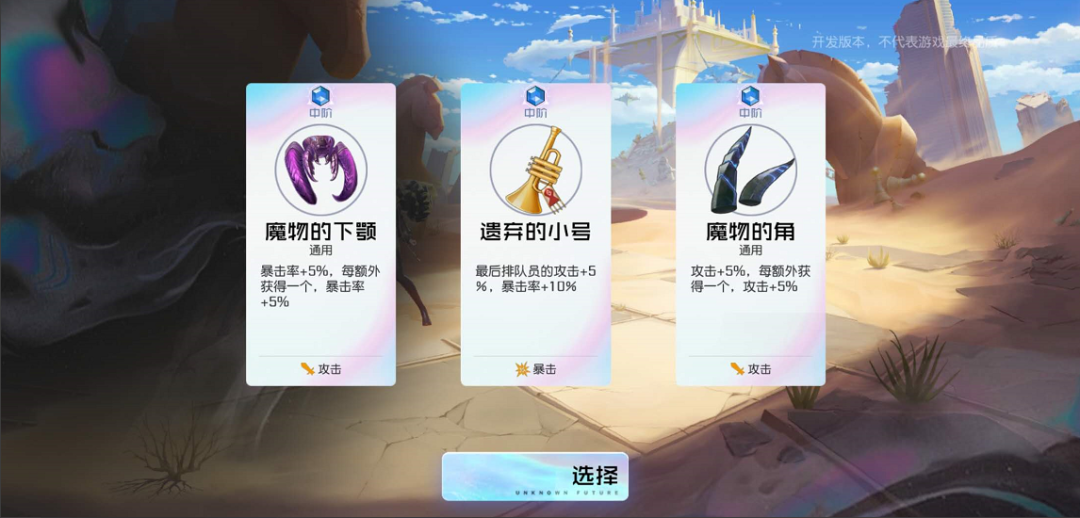 开发版本，不代表游戏最终品质
中阶
魔物的下颚
通用
暴击率+5%，每额外
获得一个，暴击率
+5%
攻击
中阶
遗弃的小号
最后排队员的攻击+5
%，暴击率+10%
暴击
中阶
魔物的角
通用
攻击+5%，每额外获
得一个，攻击+5%
攻击
选择
UNKNOWN FUTURE